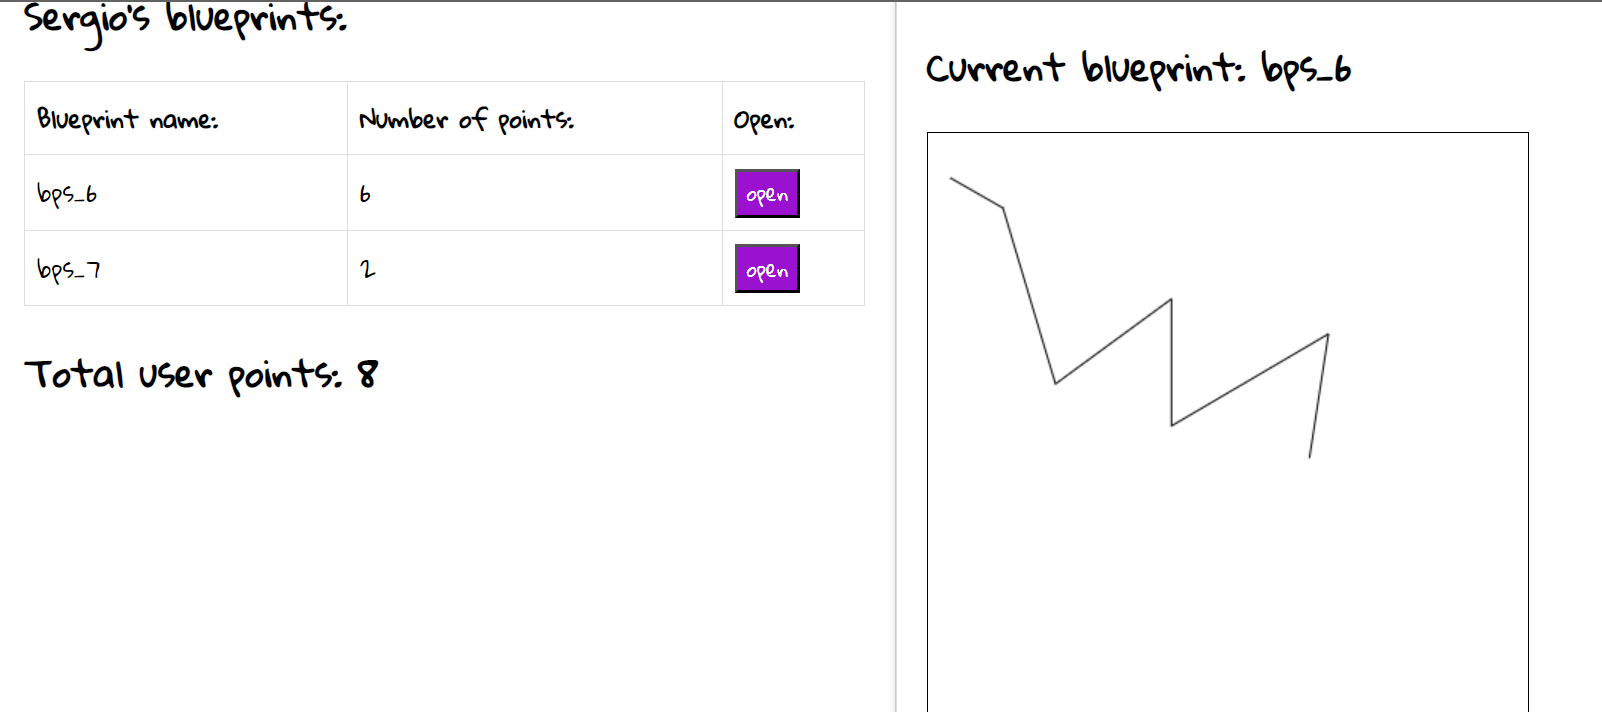 Sergio's blueprints:
Blueprint name: Number of points: Open:
bps_6 6 open
bps_7 2 open
Total user points: 8
Current blueprint: bps_6